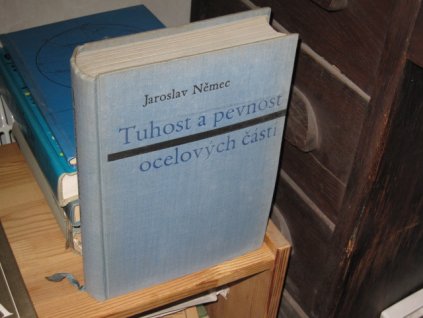 Jaroslav Němec
Tuhost a pevnost
ocelových částí